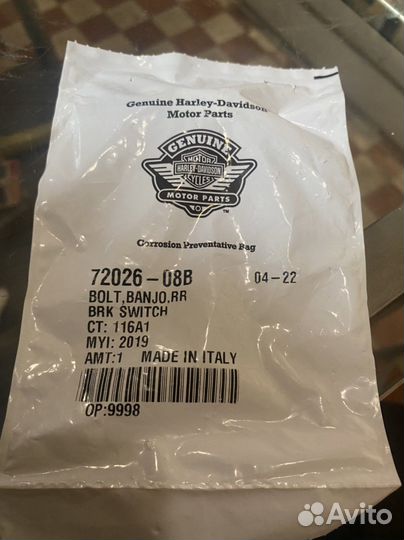 Genuine Harley-Davidson
Motor Parts
GENUINE
MOTOR
HARLEY-DAVIDSON
CYCLES
MOTOR PARTS
TM
Corrosion Preventative Bag
72026-08B 04-22
BOLT,BANJO,RR
BRK SWITCH
CT: 116A1
MYI: 2019
AMT:1 MADE IN ITALY
OP:9998
Avito